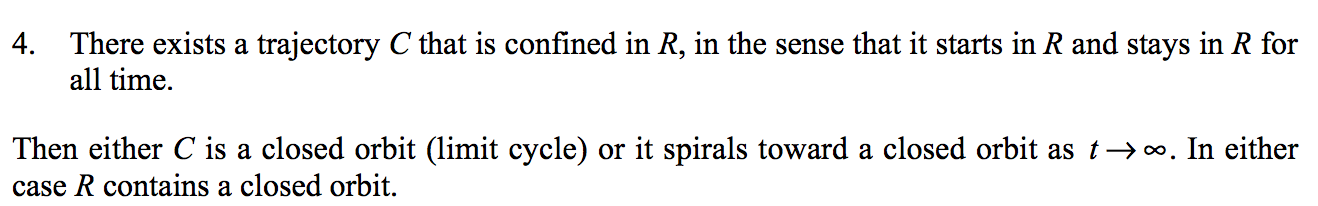 4. There exists a trajectory C that is confined in R, in the sense that it starts in R and stays in R for
all time.
Then either C is a closed orbit (limit cycle) or it spirals toward a closed orbit as t → ∞. In either
case R contains a closed orbit.